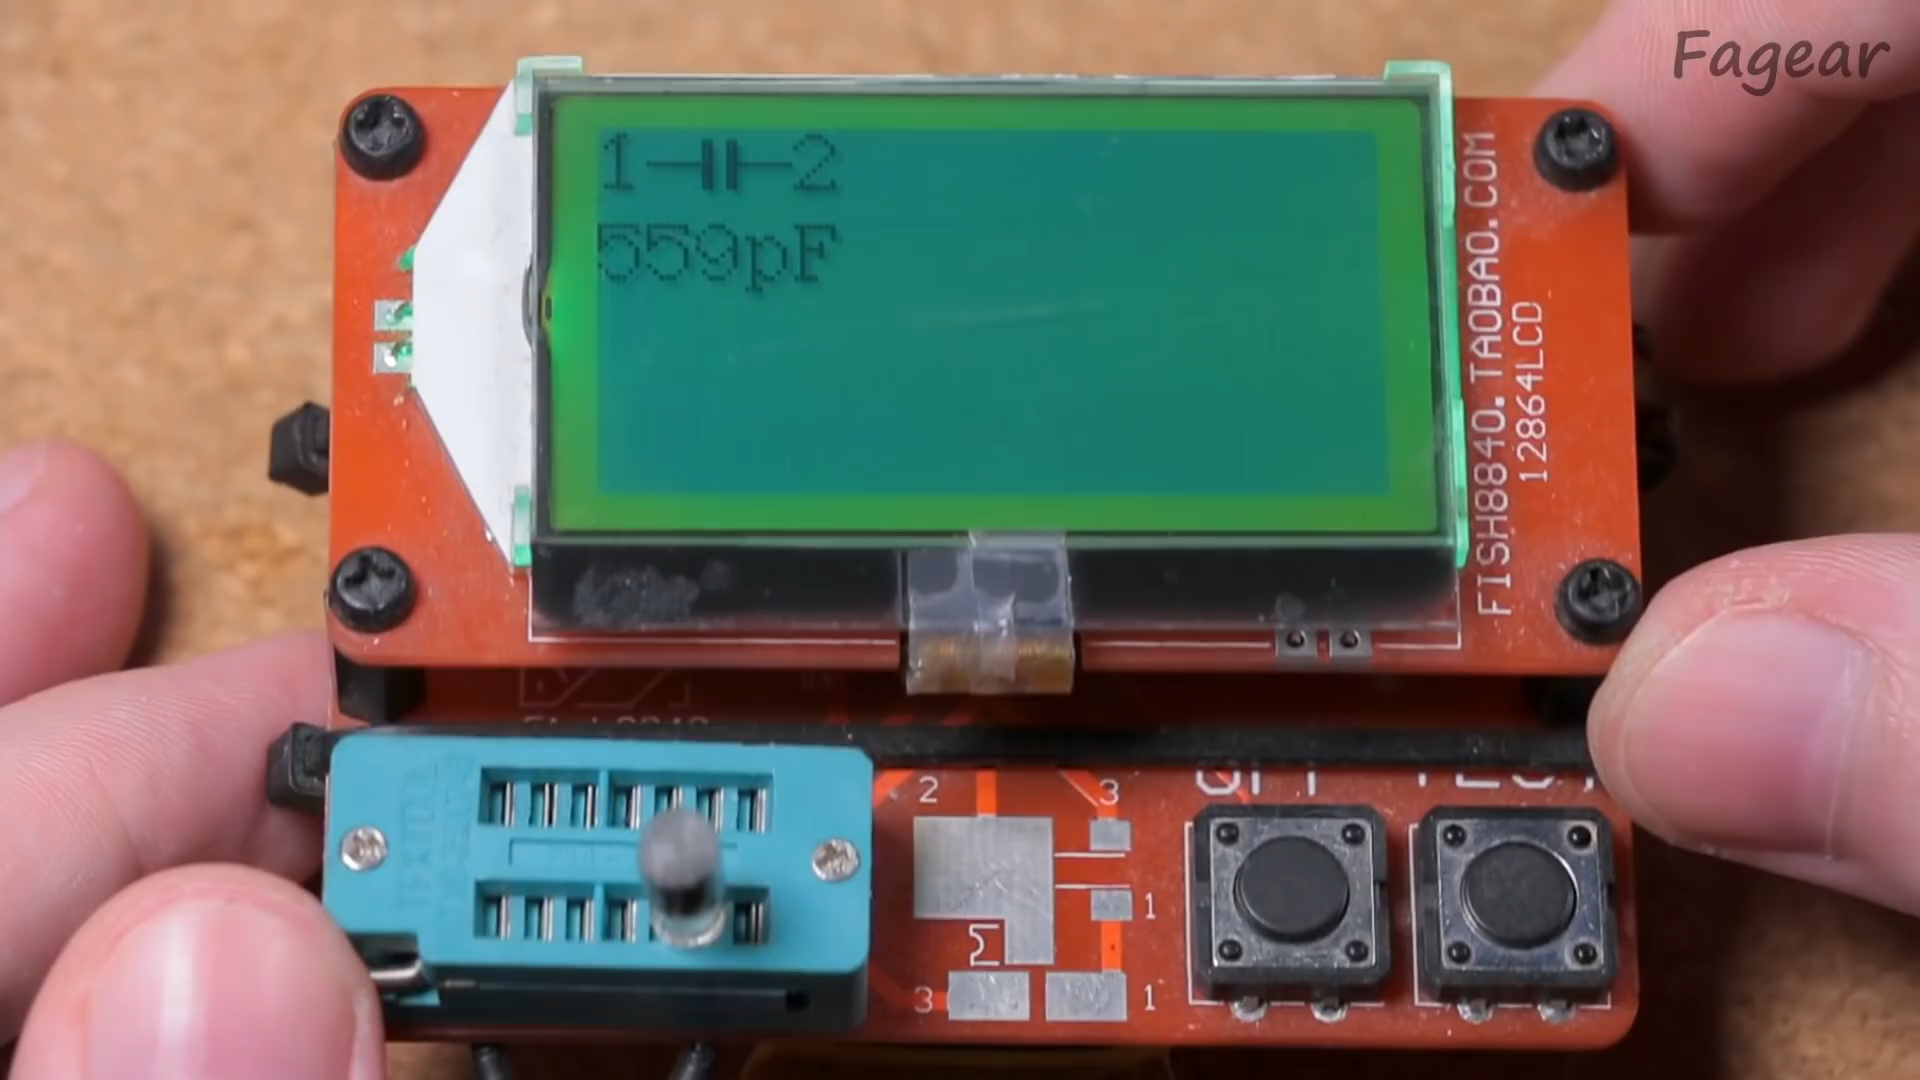 Fagear
1 2
559pF
FISH8840.TAOBAO.COM
12864LCD
2
3
1
3
1